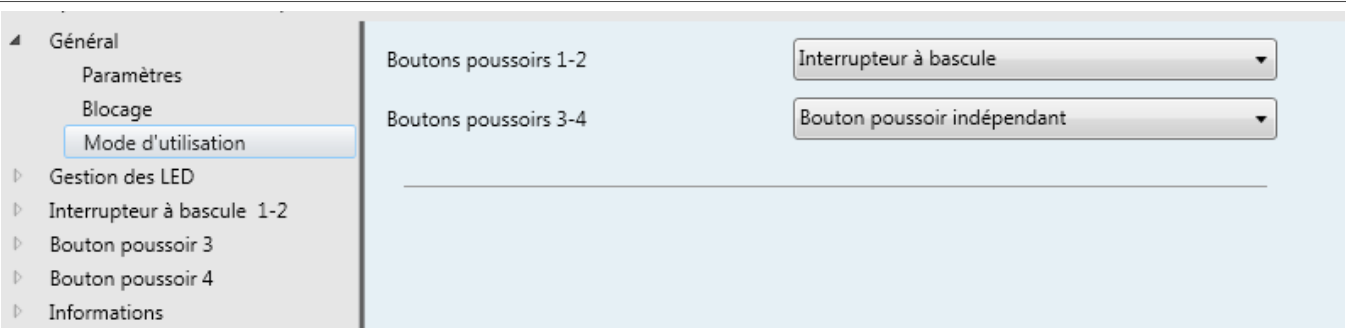 Général
Paramètres
Blocage
Mode d'utilisation
Gestion des LED
Interrupteur à bascule 1-2
Bouton poussoir 3
Bouton poussoir 4
Informations
Boutons poussoirs 1-2 Interrupteur à bascule
Boutons poussoirs 3-4 Bouton poussoir indépendant